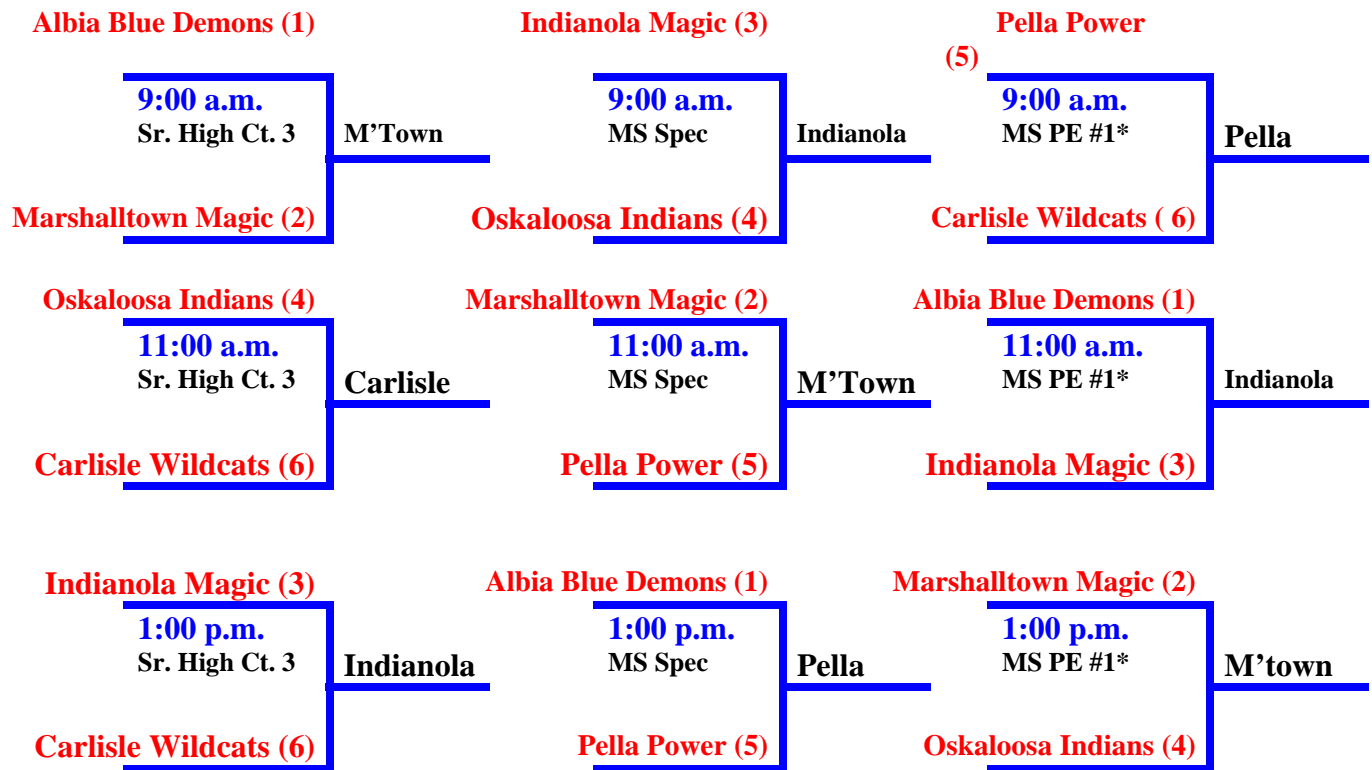 Albia Blue Demons (1)
Indianola Magic (3)
Pella Power
(5)
9:00 a.m.
Sr. High Ct. 3
M’Town
9:00 a.m.
MS Spec
Indianola
9:00 a.m.
MS PE #1*
Pella
Marshalltown Magic (2)
Oskaloosa Indians (4)
Carlisle Wildcats ( 6)
Oskaloosa Indians (4)
Marshalltown Magic (2)
Albia Blue Demons (1)
11:00 a.m.
Sr. High Ct. 3
Carlisle
11:00 a.m.
MS Spec
M’Town
11:00 a.m.
MS PE #1*
Indianola
Carlisle Wildcats (6)
Pella Power (5)
Indianola Magic (3)
Indianola Magic (3)
Albia Blue Demons (1)
Marshalltown Magic (2)
1:00 p.m.
Sr. High Ct. 3
Indianola
1:00 p.m.
MS Spec
Pella
1:00 p.m.
MS PE #1*
M’town
Carlisle Wildcats (6)
Pella Power (5)
Oskaloosa Indians (4)